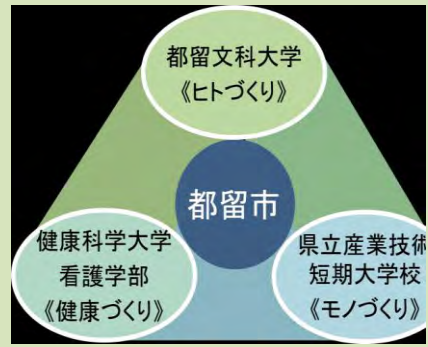 都留文科大学
《ヒトづくり》
都留市
健康科学大学
看護学部
《健康づくり》
県立産業技術
短期大学校
《モノづくり》